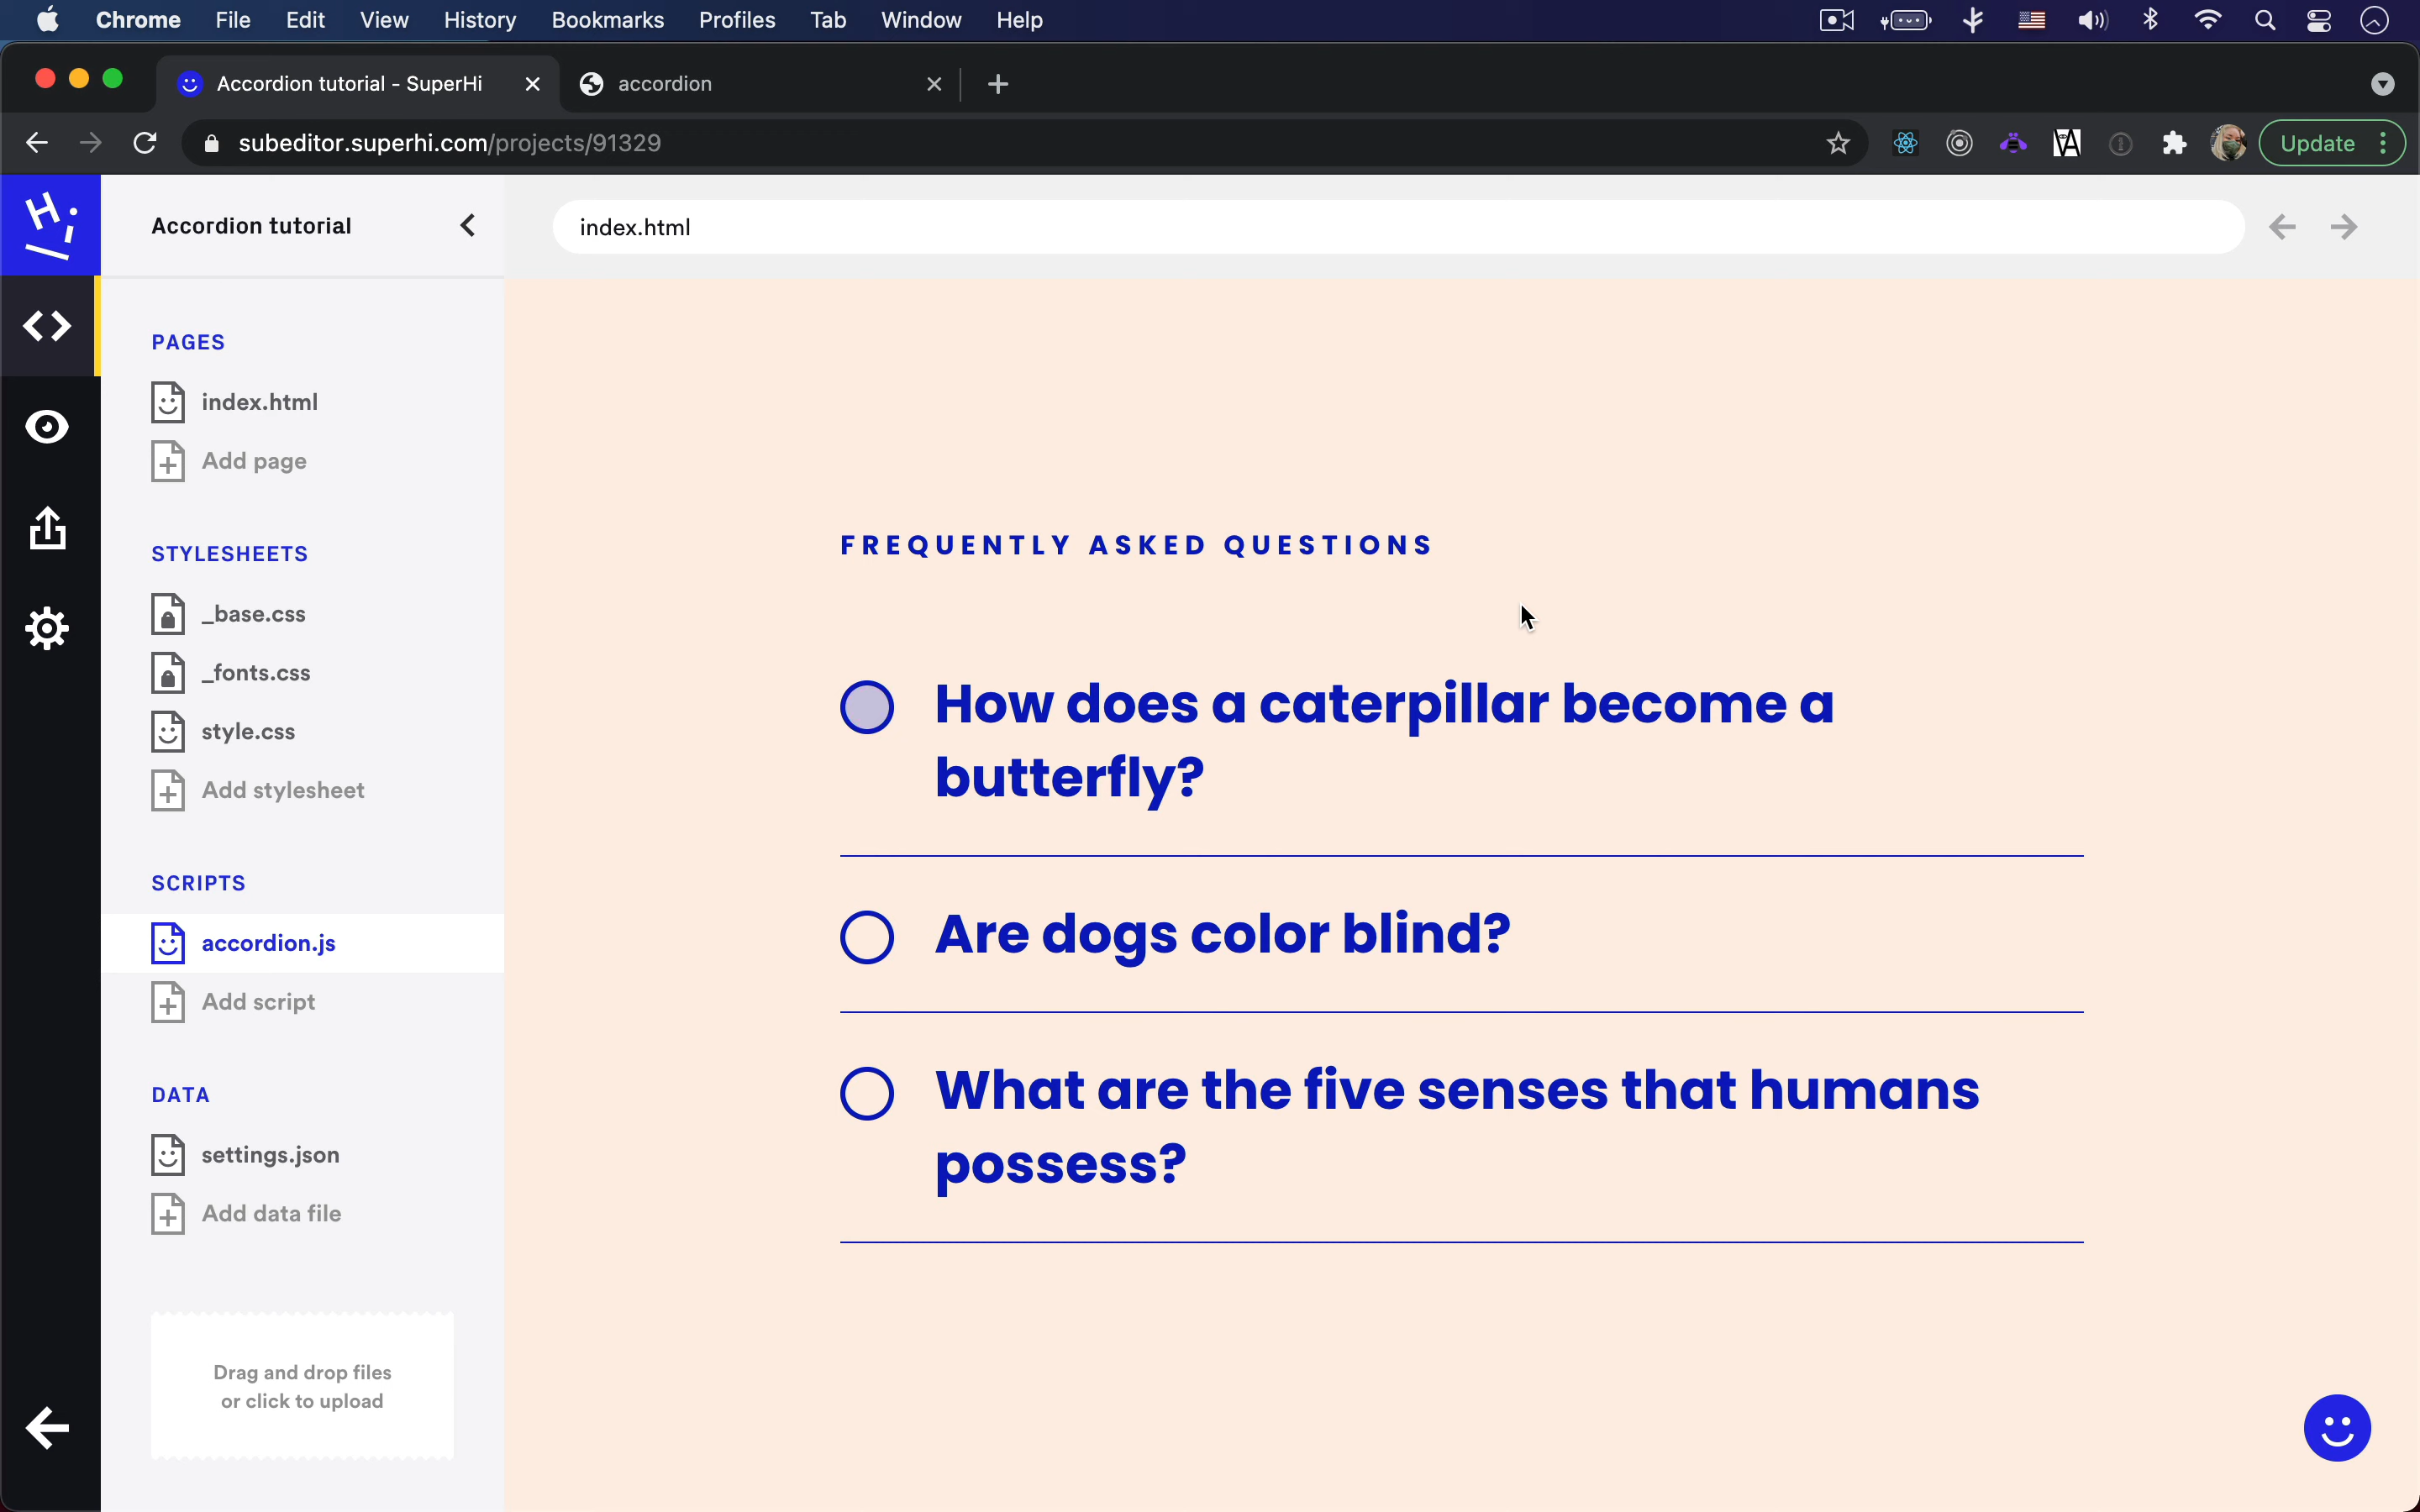 Chrome File Edit View History Bookmarks Profiles Tab Window Help
Accordion tutorial - SuperHi
accordion
subeditor.superhi.com/projects/91329
Update
Hi
Accordion tutorial
index.html
PAGES
index.html
Add page
STYLESHEETS
_base.css
_fonts.css
style.css
Add stylesheet
SCRIPTS
accordion.js
Add script
DATA
settings.json
Add data file
Drag and drop files
or click to upload
FREQUENTLY ASKED QUESTIONS
How does a caterpillar become a
butterfly?
Are dogs color blind?
What are the five senses that humans
possess?